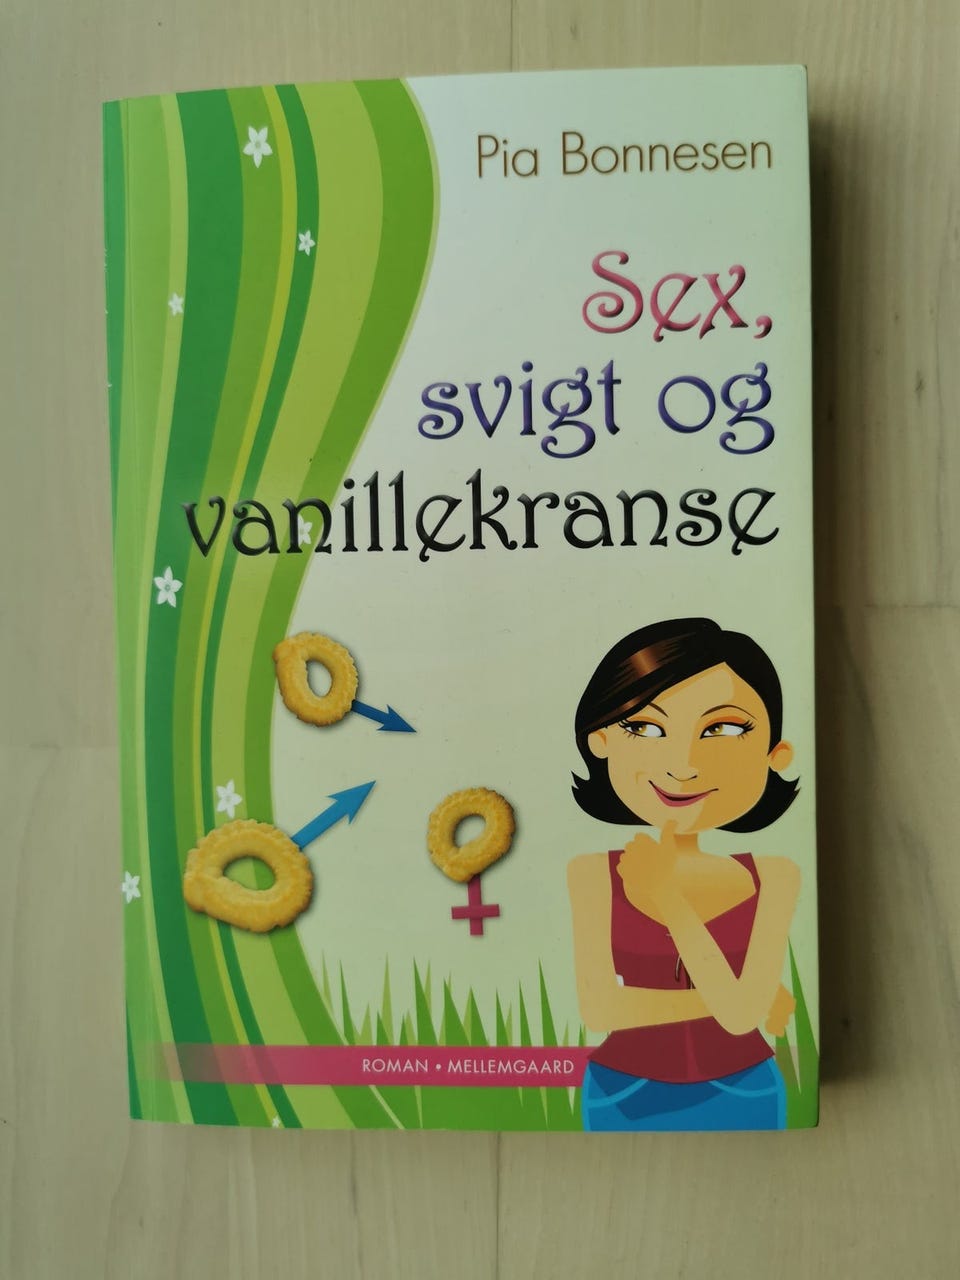 Pia Bonnesen
Sex,
svigt og
vanillekranse
ROMAN • MELLEMGAARD